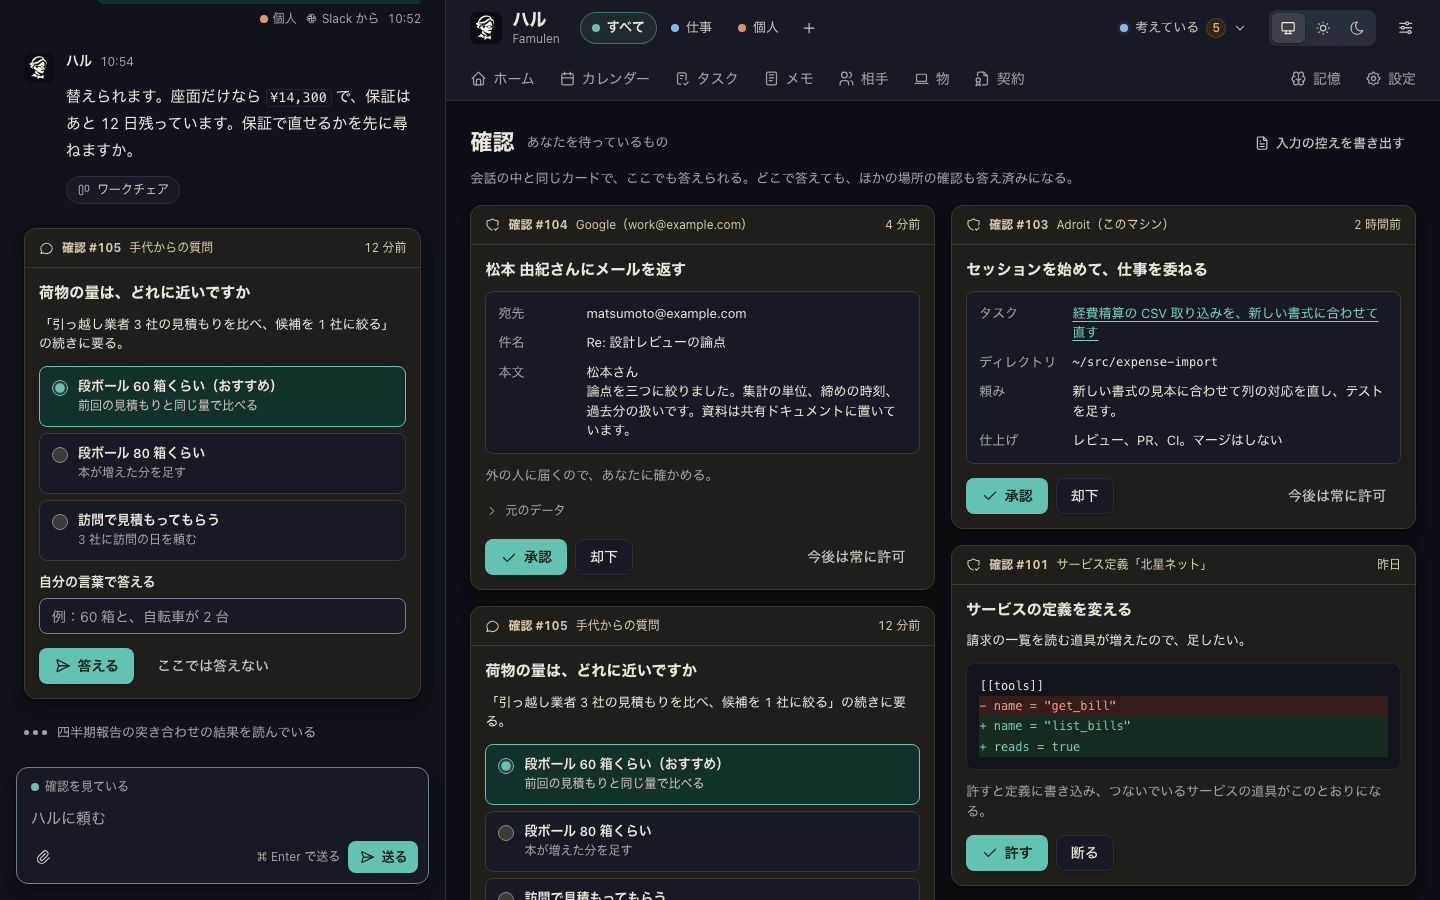 個人 Slack から 10:52
ハル 10:54
替えられます。座面だけなら ¥14,300 で、保証は
あと 12 日残っています。保証で直せるかを先に尋
ねますか。
ワークチェア
確認 #105 手代からの質問 12 分前
荷物の量は、どれに近いですか
「引っ越し業者 3 社の見積もりを比べ、候補を 1 社に絞る」
の続きに要る。
段ボール 60 箱くらい（おすすめ）
前回の見積もりと同じ量で比べる
段ボール 80 箱くらい
本が増えた分を足す
訪問で見積もってもらう
3 社に訪問の日を頼む
自分の言葉で答える
例：60 箱と、自転車が 2 台
答える ここでは答えない
四半期報告の突き合わせの結果を読んでいる
確認を見ている
ハルに頼む
⌘ Enter で送る 送る
ハル
Famulen
すべて 仕事 個人 +
考えている 5
ホーム カレンダー タスク メモ 相手 物 契約 記憶 設定
確認 あなたを待っているもの 入力の控えを書き出す
会話の中と同じカードで、ここでも答えられる。どこで答えても、ほかの場所の確認も答え済みになる。
確認 #104 Google（work@example.com） 4 分前
松本 由紀さんにメールを返す
宛先 matsumoto@example.com
件名 Re: 設計レビューの論点
本文 松本さん
論点を三つに絞りました。集計の単位、締めの時刻、
過去分の扱いです。資料は共有ドキュメントに置いて
います。
外の人に届くので、あなたに確かめる。
元のデータ
承認 却下 今後は常に許可
確認 #105 手代からの質問 12 分前
荷物の量は、どれに近いですか
「引っ越し業者 3 社の見積もりを比べ、候補を 1 社に絞る」の続きに要
る。
段ボール 60 箱くらい（おすすめ）
前回の見積もりと同じ量で比べる
段ボール 80 箱くらい
本が増えた分を足す
訪問で見積もってもらう
確認 #103 Adroit（このマシン） 2 時間前
セッションを始めて、仕事を委ねる
タスク 経費精算の CSV 取り込みを、新しい書式に合わせて
直す
ディレクトリ ~/src/expense-import
頼み 新しい書式の見本に合わせて列の対応を直し、テスト
を足す。
仕上げ レビュー、PR、CI。マージはしない
承認 却下 今後は常に許可
確認 #101 サービス定義「北星ネット」 昨日
サービスの定義を変える
請求の一覧を読む道具が増えたので、足したい。
[[tools]]
- name = "get_bill"
+ name = "list_bills"
+ reads = true
許すと定義に書き込み、つないでいるサービスの道具がこのとおりにな
る。
許す 断る